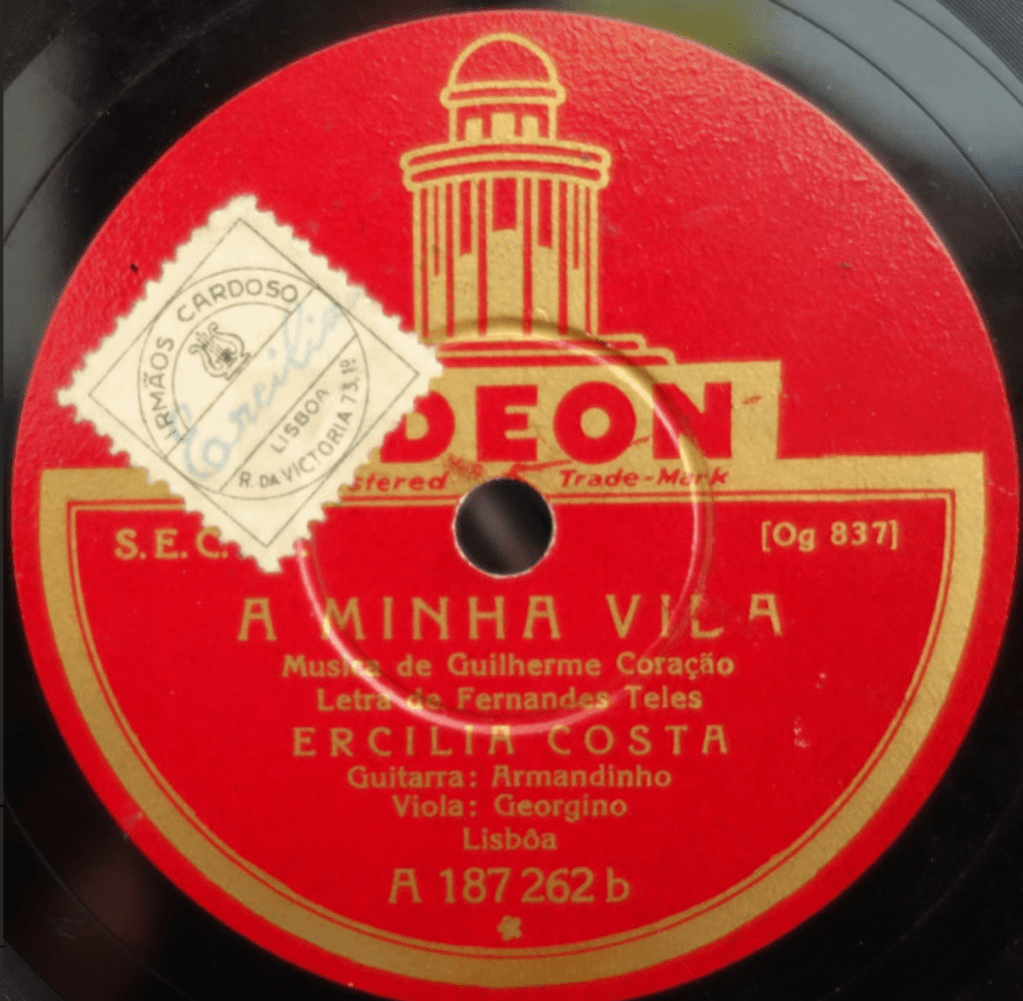 IRMÃOS CARDOSO
Ercilia
LISBOA
R. DA VICTORIA 73, 1º
DEON
stered Trade-Mark
S. E. C. [Og 837]
A MINHA VILA
Musica de Guilherme Coração
Letra de Fernandes Teles
ERCILIA COSTA
Guitarra: Armandinho
Viola: Georgino
Lisbôa
A 187 262 b